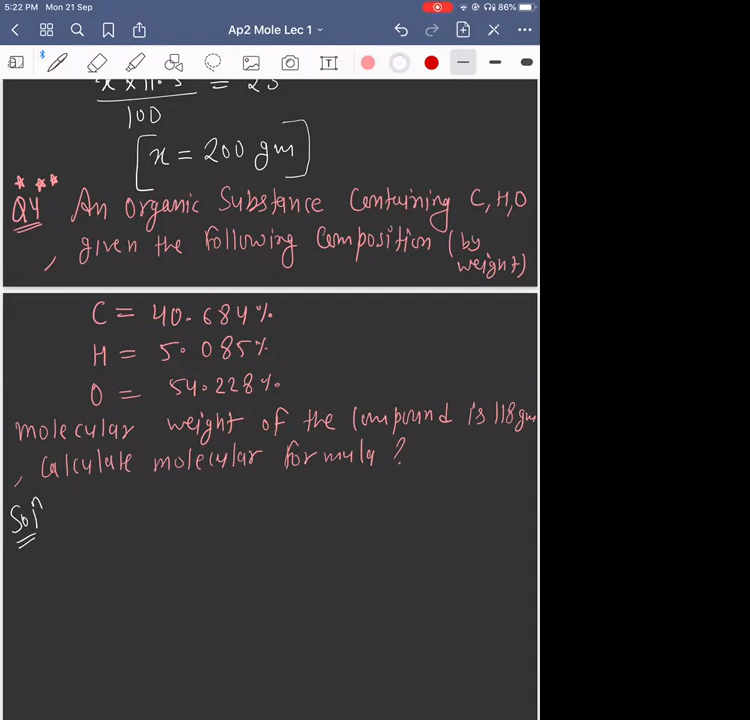 5:22 PM Mon 21 Sep
86%
Ap2 Mole Lec 1
= 25
100
[x = 200 gm]
Q4 An organic Substance Containing C, H, O
, given the following Composition (by weight)
C = 40.684%
H = 5.085%
O = 54.228%
molecular weight of the Compound is 118gm
, Calculate molecular formula ?
Solⁿ